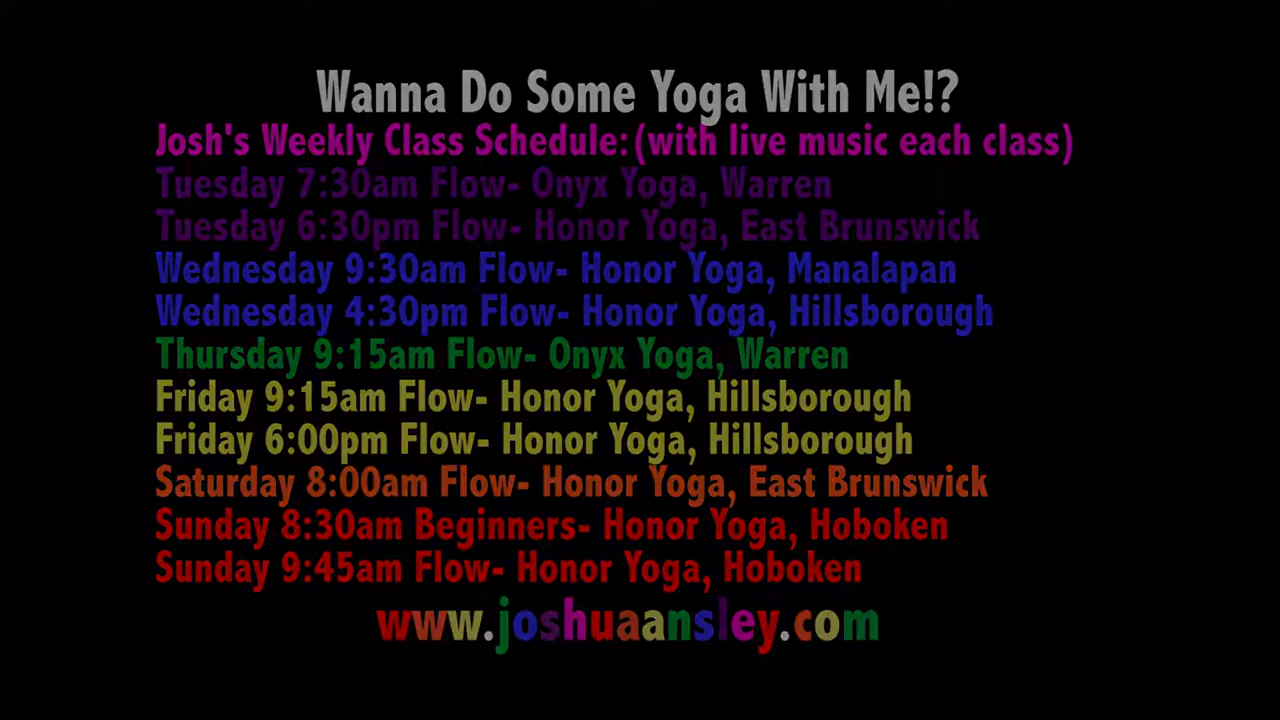 Wanna Do Some Yoga With Me!?
Josh's Weekly Class Schedule:(with live music each class)
Tuesday 7:30am Flow- Onyx Yoga, Warren
Tuesday 6:30pm Flow- Honor Yoga, East Brunswick
Wednesday 9:30am Flow- Honor Yoga, Manalapan
Wednesday 4:30pm Flow- Honor Yoga, Hillsborough
Thursday 9:15am Flow- Onyx Yoga, Warren
Friday 9:15am Flow- Honor Yoga, Hillsborough
Friday 6:00pm Flow- Honor Yoga, Hillsborough
Saturday 8:00am Flow- Honor Yoga, East Brunswick
Sunday 8:30am Beginners- Honor Yoga, Hoboken
Sunday 9:45am Flow- Honor Yoga, Hoboken
www.joshuaansley.com